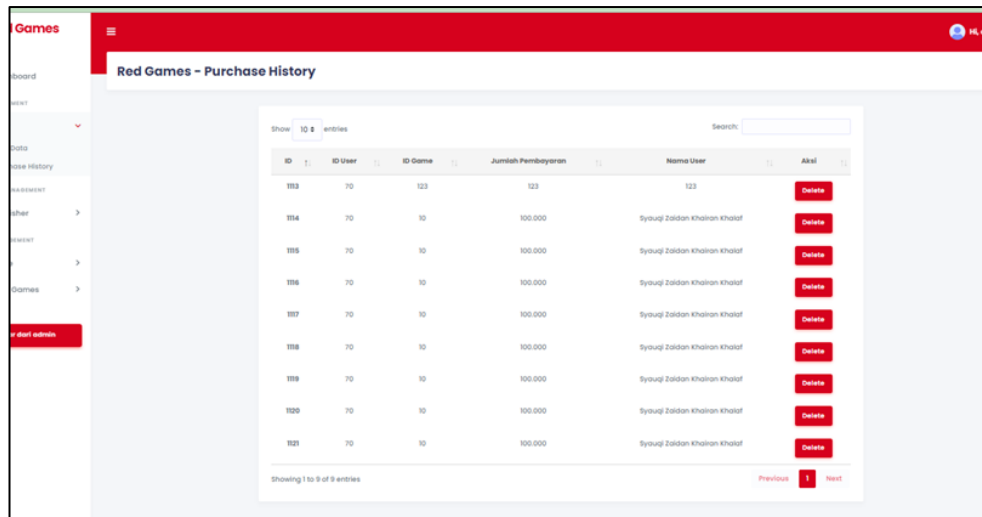 Games
Hi,
Red Games - Purchase History
Show 10 entries
Search:
ID ID User ID Game Jumlah Pembayaran Nama User Aksi
1113 70 123 123 123 Delete
1114 70 10 100.000 Syauqi Zaidan Khairan Khalaf Delete
1115 70 10 100.000 Syauqi Zaidan Khairan Khalaf Delete
1116 70 10 100.000 Syauqi Zaidan Khairan Khalaf Delete
1117 70 10 100.000 Syauqi Zaidan Khairan Khalaf Delete
1118 70 10 100.000 Syauqi Zaidan Khairan Khalaf Delete
1119 70 10 100.000 Syauqi Zaidan Khairan Khalaf Delete
1120 70 10 100.000 Syauqi Zaidan Khairan Khalaf Delete
1121 70 10 100.000 Syauqi Zaidan Khairan Khalaf Delete
Showing 1 to 9 of 9 entries
Previous 1 Next
board
MENT
Data
hase History
NAGEMENT
sher
GEMENT
Games
r dari admin